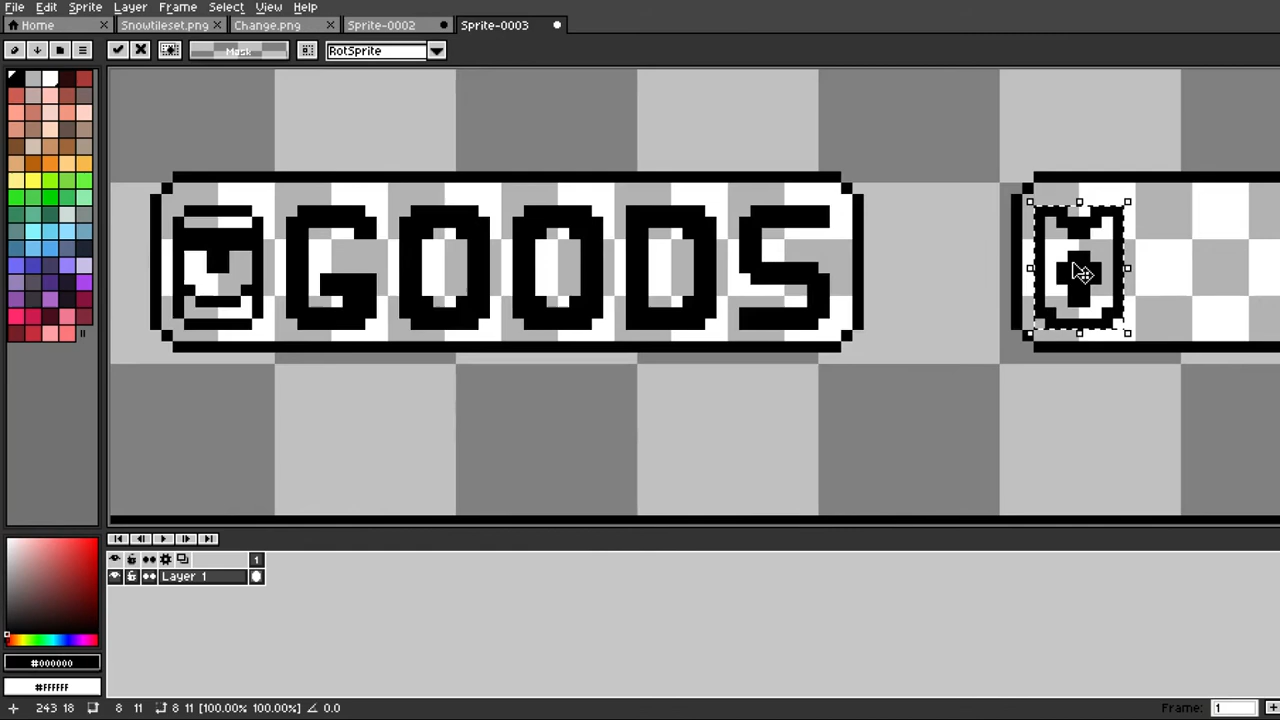 File Edit Sprite Layer Frame Select View Help
Home Snowtileset.png Change.png Sprite-0002 Sprite-0003
Mask RotSprite
GOODS
1
Layer 1
#000000
#ffffff
243 18 8 11 8 11 [100.00% 100.00%] 0.0 Frame: 1